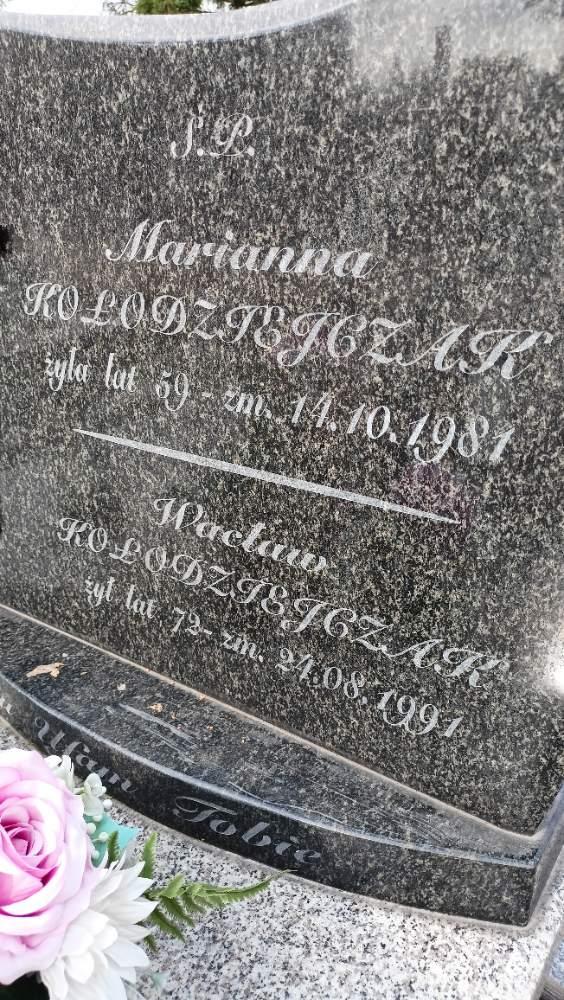 Ś.P.
Marianna
KOŁODZIEJCZAK
żyła lat 59 - zm. 14.10.1981
Wacław
KOŁODZIEJCZAK
żył lat 72 - zm. 24.08.1991
Ufam Tobie